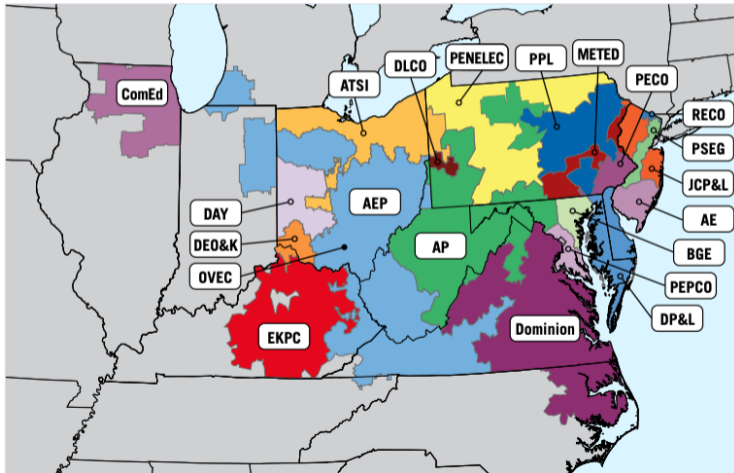 DLCO
PENELEC
PPL
METED
PECO
ATSI
ComEd
RECO
PSEG
JCP&L
DAY
AEP
AE
DEO&K
AP
BGE
OVEC
PEPCO
EKPC
Dominion
DP&L